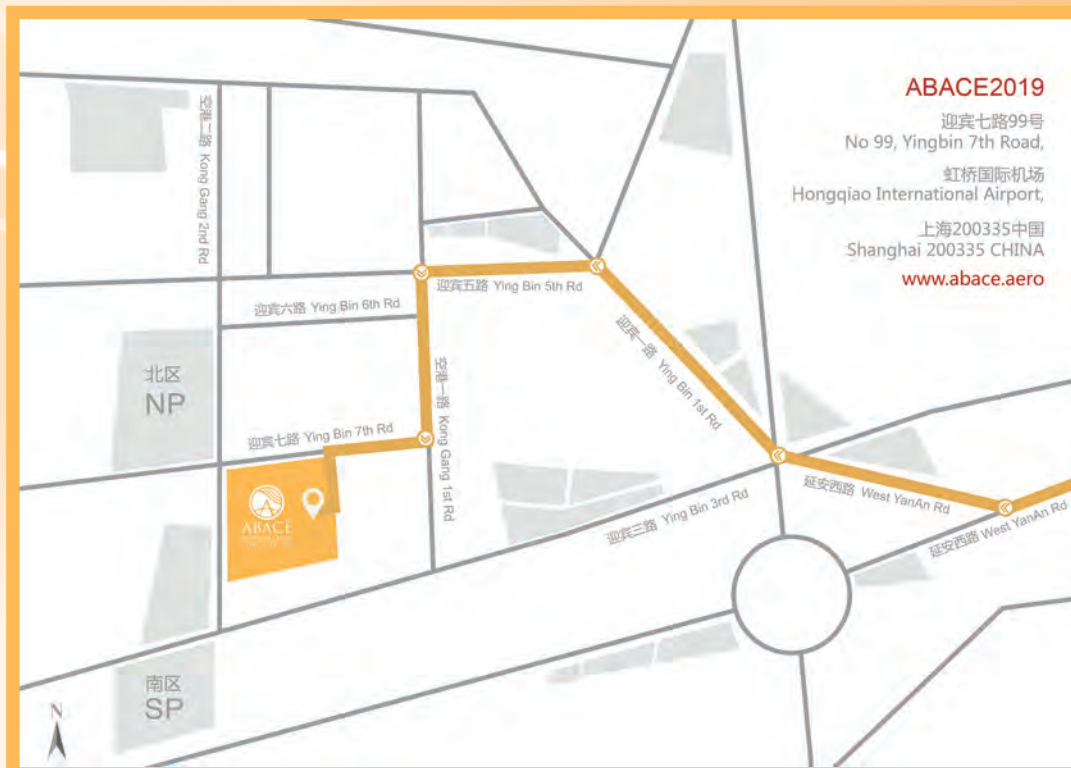 ABACE2019
迎宾七路99号
No 99, Yingbin 7th Road,
虹桥国际机场
Hongqiao International Airport,
上海200335中国
Shanghai 200335 CHINA
www.abace.aero
空港二路 Kong Gang 2nd Rd
迎宾五路 Ying Bin 5th Rd
迎宾六路 Ying Bin 6th Rd
迎宾一路 Ying Bin 1st Rd
空港一路 Kong Gang 1st Rd
北区
NP
迎宾七路 Ying Bin 7th Rd
ABACE
延安西路 West YanAn Rd
迎宾三路 Ying Bin 3rd Rd
延安西路 West YanAn Rd
南区
SP
N